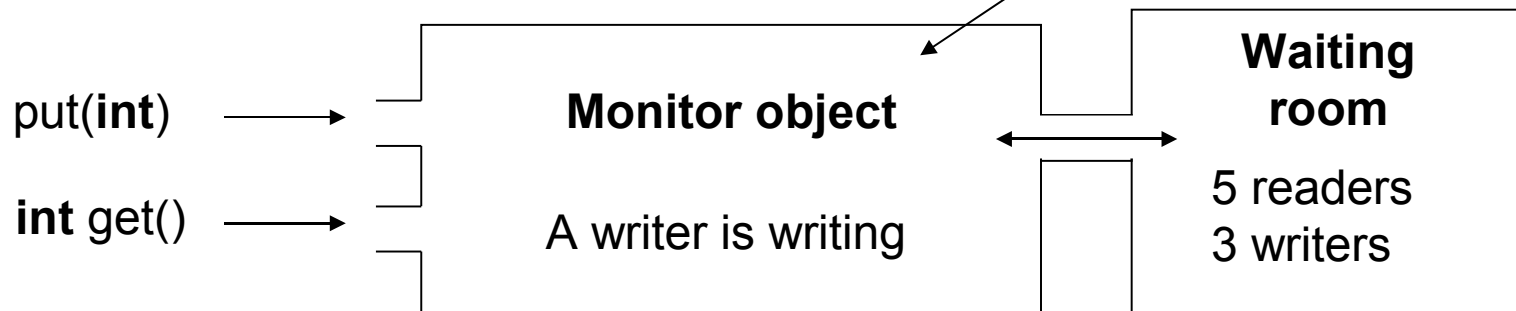 put(int)
int get()
Monitor object
A writer is writing
Waiting
room
5 readers
3 writers